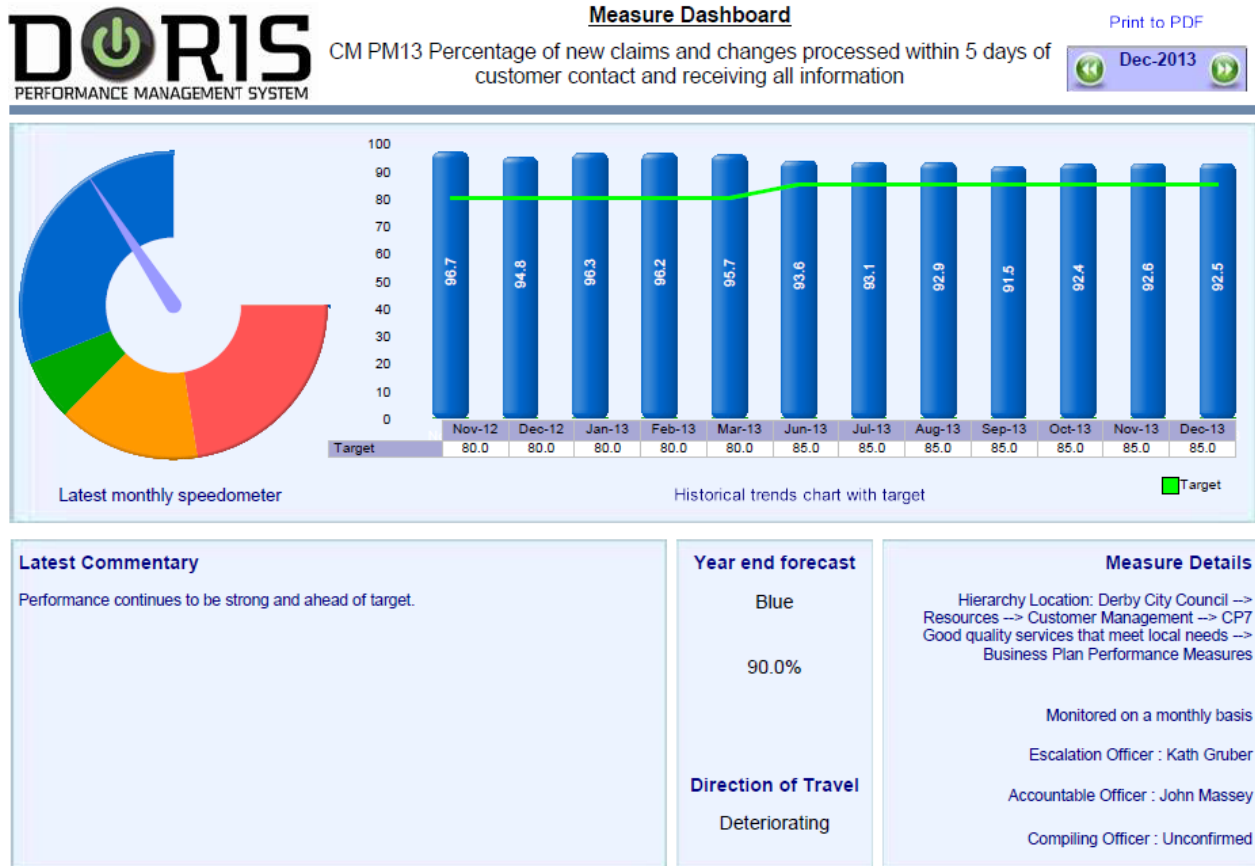 DORIS
PERFORMANCE MANAGEMENT SYSTEM
Measure Dashboard
CM PM13 Percentage of new claims and changes processed within 5 days of
customer contact and receiving all information
Print to PDF
Dec-2013
100
90
80
70
60
50
40
30
20
10
0
96.7 94.8 96.3 96.2 95.7 93.6 93.1 92.9 91.5 92.4 92.6 92.5
Nov-12 Dec-12 Jan-13 Feb-13 Mar-13 Jun-13 Jul-13 Aug-13 Sep-13 Oct-13 Nov-13 Dec-13
Target 80.0 80.0 80.0 80.0 80.0 85.0 85.0 85.0 85.0 85.0 85.0 85.0
Target
Latest monthly speedometer
Historical trends chart with target
Latest Commentary
Performance continues to be strong and ahead of target.
Year end forecast
Blue
90.0%
Direction of Travel
Deteriorating
Measure Details
Hierarchy Location: Derby City Council -->
Resources --> Customer Management --> CP7
Good quality services that meet local needs -->
Business Plan Performance Measures
Monitored on a monthly basis
Escalation Officer : Kath Gruber
Accountable Officer : John Massey
Compiling Officer : Unconfirmed